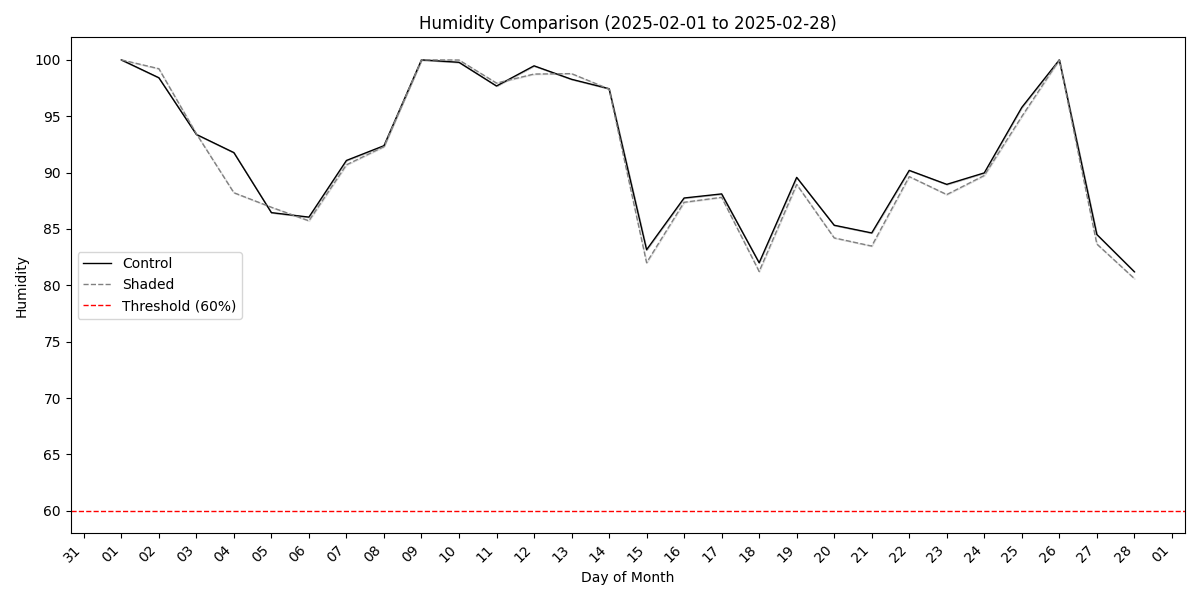 Humidity Comparison (2025-02-01 to 2025-02-28)
Humidity
100
95
90
85
80
75
70
65
60
Control
Shaded
Threshold (60%)
31 01 02 03 04 05 06 07 08 09 10 11 12 13 14 15 16 17 18 19 20 21 22 23 24 25 26 27 28 01
Day of Month